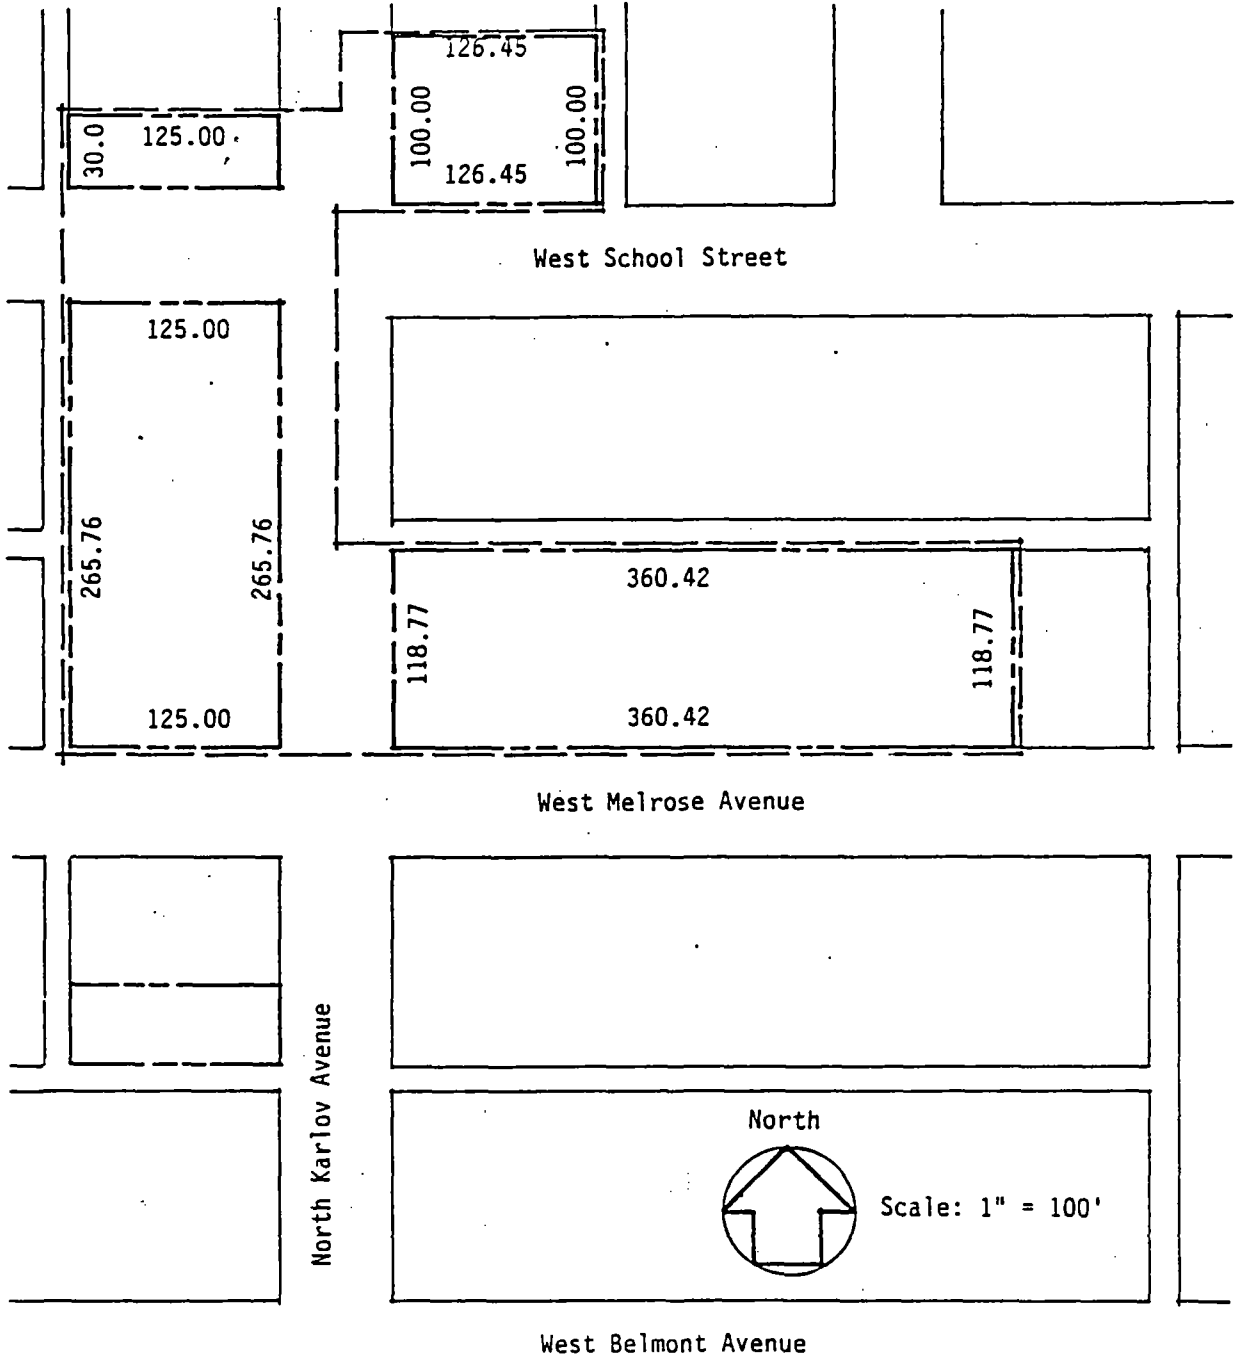 126.45
100.00
100.00
30.0
125.00
126.45
West School Street
125.00
265.76
265.76
360.42
118.77
118.77
125.00
360.42
West Melrose Avenue
North Karlov Avenue
North
Scale: 1" = 100'
West Belmont Avenue